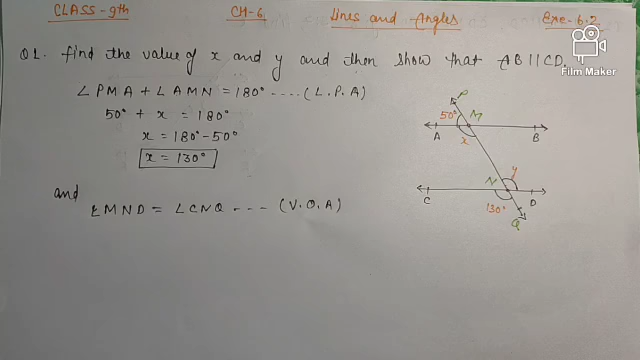 CLASS-9th CH-6 Lines and Angles Exe-6.2
Q1. find the value of x and y and then show that AB||CD.
Film Maker
∠PMA + ∠AMN = 180° ....(L.P.A)
50° + x = 180°
x = 180° - 50°
x = 130°
and
∠MND = ∠CNQ --- (V.O.A)
P
50° M
A x B
N y
C 130° D
Q